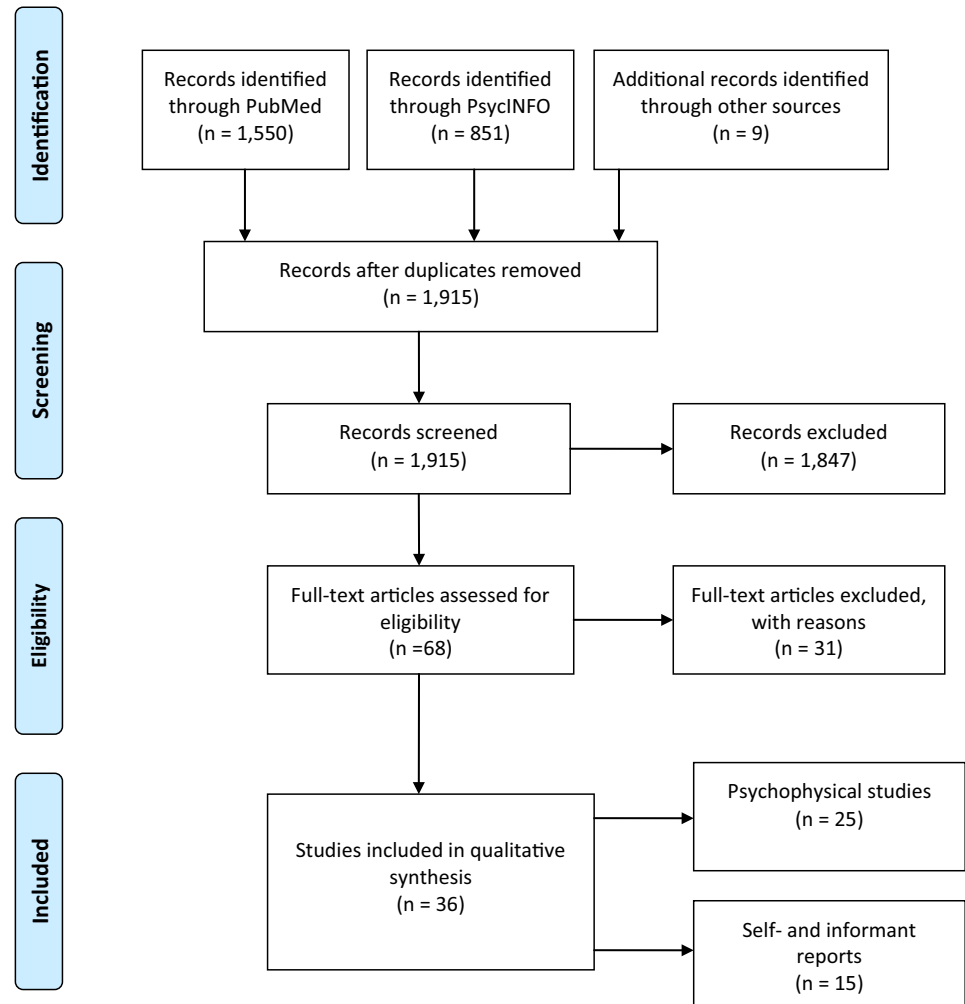 Identification
Records identified
through PubMed
(n = 1,550)
Records identified
through PsycINFO
(n = 851)
Additional records identified
through other sources
(n = 9)
Records after duplicates removed
(n = 1,915)
Screening
Records screened
(n = 1,915)
Records excluded
(n = 1,847)
Eligibility
Full-text articles assessed for
eligibility
(n =68)
Full-text articles excluded,
with reasons
(n = 31)
Included
Studies included in qualitative
synthesis
(n = 36)
Psychophysical studies
(n = 25)
Self- and informant
reports
(n = 15)